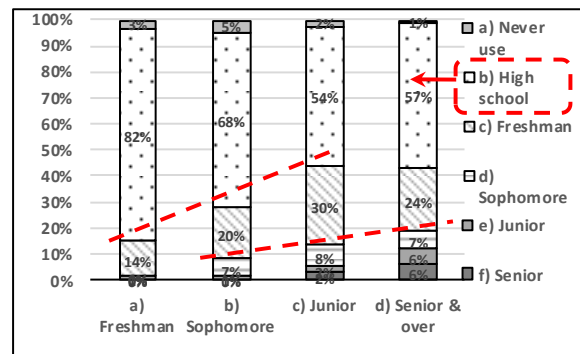 100%
90%
80%
70%
60%
50%
40%
30%
20%
10%
0%
3%
82%
14%
5%
68%
20%
7%
2%
54%
30%
8%
2%
1%
57%
24%
7%
6%
6%
a)
Freshman
b)
Sophomore
c) Junior
d) Senior &
over
a) Never
use
b) High
school
c) Freshman
d) Sophomore
e) Junior
f) Senior